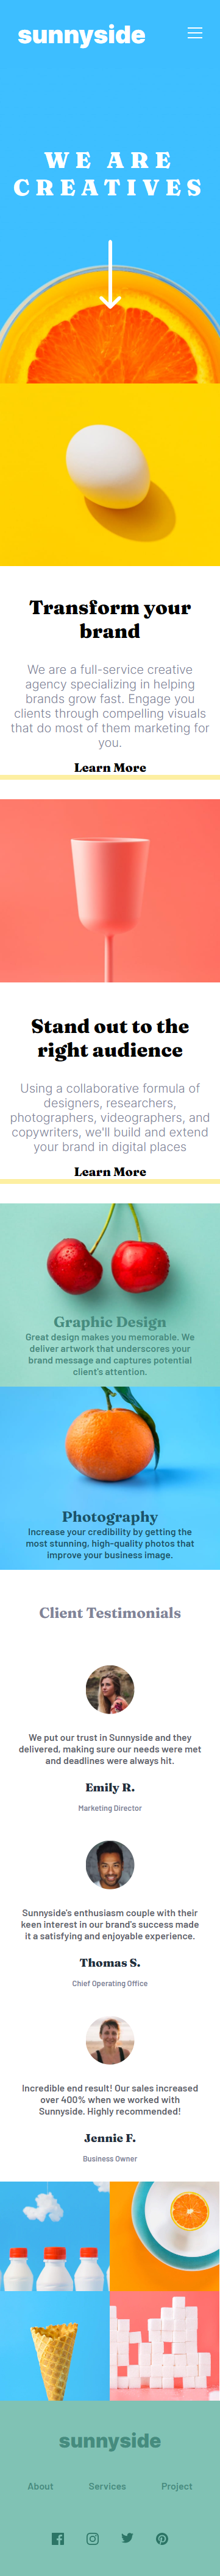 sunnyside
WE ARE
CREATIVES
Transform your
brand
We are a full-service creative
agency specializing in helping
brands grow fast. Engage you
clients through compelling visuals
that do most of them marketing for
you.
Learn More
Stand out to the
right audience
Using a collaborative formula of
designers, researchers,
photographers, videographers, and
copywriters, we'll build and extend
your brand in digital places
Learn More
Graphic Design
Great design makes you memorable. We
deliver artwork that underscores your
brand message and captures potential
client's attention.
Photography
Increase your credibility by getting the
most stunning, high-quality photos that
improve your business image.
Client Testimonials
We put our trust in Sunnyside and they
delivered, making sure our needs were met
and deadlines were always hit.
Emily R.
Marketing Director
Sunnyside's enthusiasm couple with their
keen interest in our brand's success made
it a satisfying and enjoyable experience.
Thomas S.
Chief Operating Office
Incredible end result! Our sales increased
over 400% when we worked with
Sunnyside. Highly recommended!
Jennie F.
Business Owner
sunnyside
About Services Project